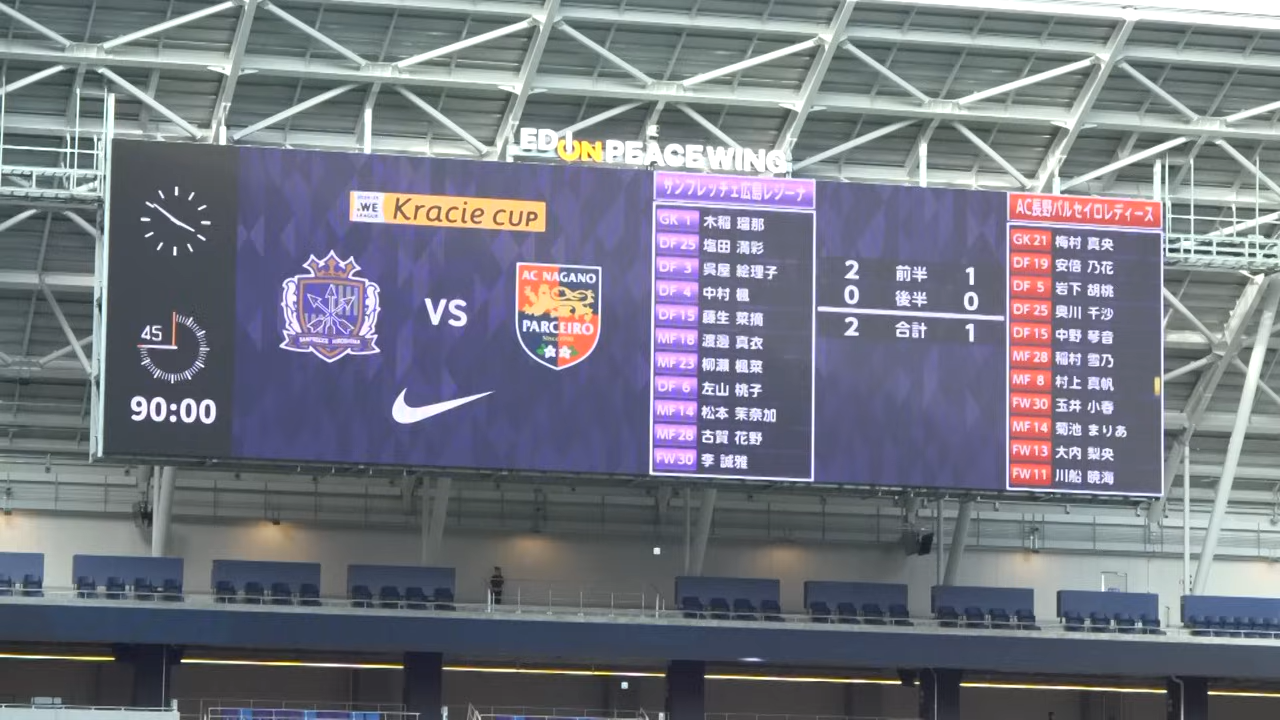 EDION PEACE WING
WE
LEAGUE
Kracie CUP
45
90:00
SANFRECCE HIROSHIMA
VS
AC NAGANO
PARCEIRO
サンフレッチェ広島レジーナ
GK 1 木稲 瑠那
DF 25 塩田 満彩
DF 3 呉屋 絵理子
DF 4 中村 楓
DF 15 藤生 菜摘
MF 18 渡邊 真衣
MF 23 柳瀬 楓菜
DF 6 左山 桃子
MF 14 松本 茉奈加
MF 28 古賀 花野
FW 30 李 誠雅
2 前半 1
0 後半 0
2 合計 1
AC長野パルセイロレディース
GK 21 梅村 真央
DF 19 安倍 乃花
DF 5 岩下 胡桃
DF 25 奥川 千沙
DF 15 中野 琴音
MF 28 稲村 雪乃
MF 8 村上 真帆
FW 30 玉井 小春
MF 14 菊池 まりあ
FW 13 大内 梨央
FW 11 川船 暁海